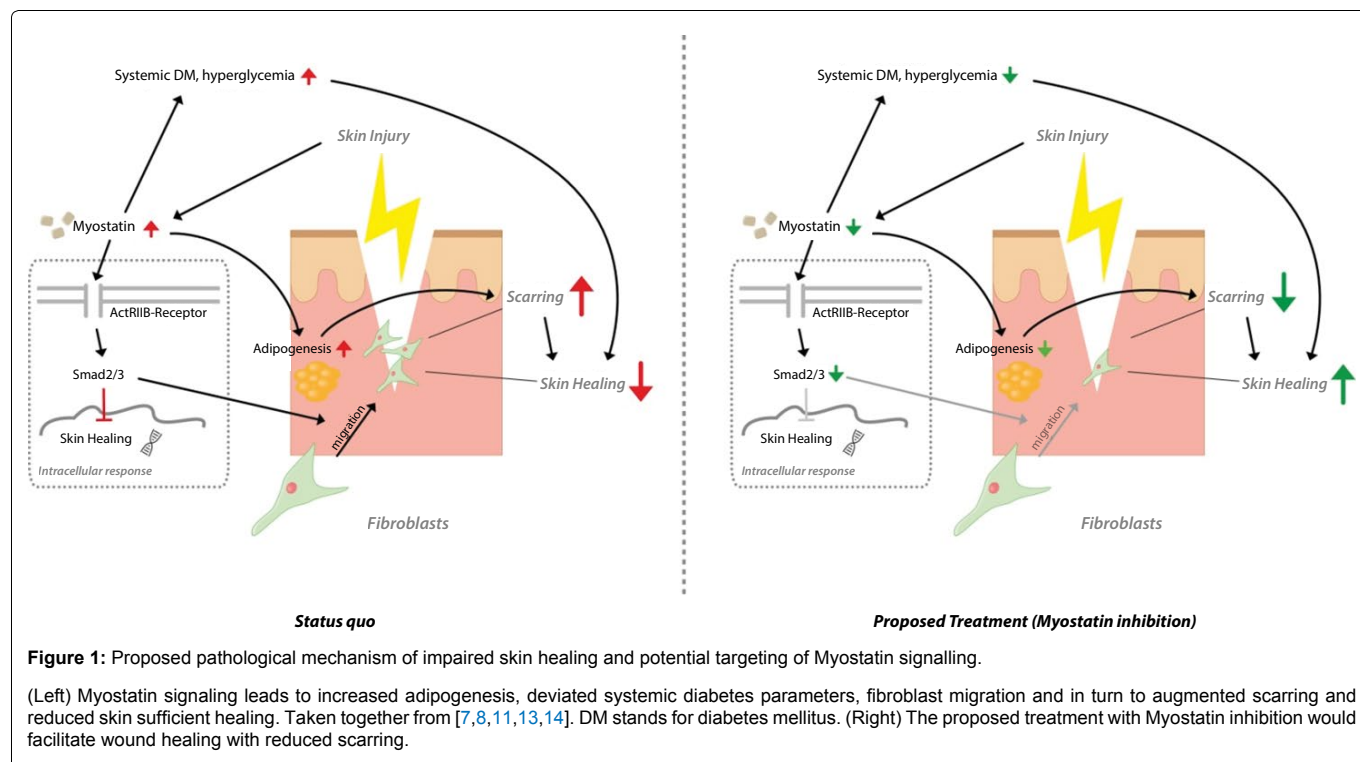 Systemic DM, hyperglycemia
Skin Injury
Myostatin
ActRIIB-Receptor
Scarring
Adipogenesis
Smad2/3
Skin Healing
migration
Skin Healing
Intracellular response
Fibroblasts
Status quo
Systemic DM, hyperglycemia
Skin Injury
Myostatin
ActRIIB-Receptor
Scarring
Adipogenesis
Smad2/3
Skin Healing
migration
Skin Healing
Intracellular response
Fibroblasts
Proposed Treatment (Myostatin inhibition)
Figure 1: Proposed pathological mechanism of impaired skin healing and potential targeting of Myostatin signalling.
(Left) Myostatin signaling leads to increased adipogenesis, deviated systemic diabetes parameters, fibroblast migration and in turn to augmented scarring and
reduced skin sufficient healing. Taken together from [7,8,11,13,14]. DM stands for diabetes mellitus. (Right) The proposed treatment with Myostatin inhibition would
facilitate wound healing with reduced scarring.